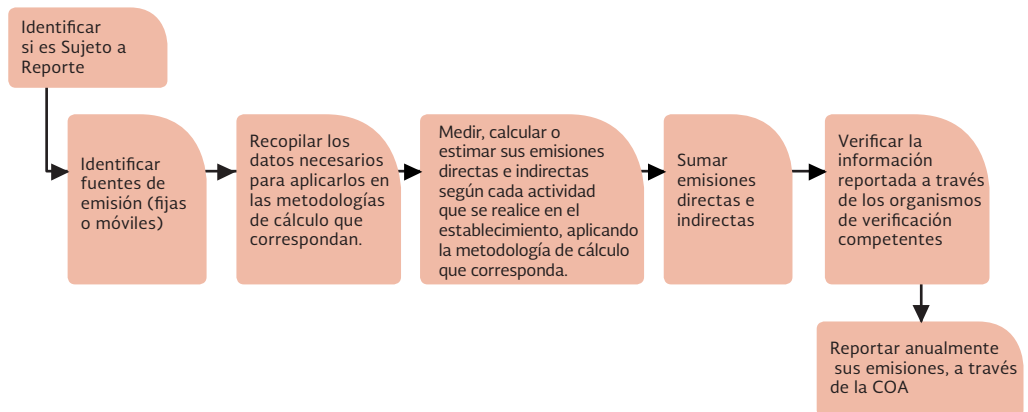 Identificar
si es Sujeto a
Reporte
Identificar
fuentes de
emisión (fijas
o móviles)
Recopilar los
datos necesarios
para aplicarlos en
las metodologías
de cálculo que
correspondan.
Medir, calcular o
estimar sus emisiones
directas e indirectas
según cada actividad
que se realice en el
establecimiento, aplicando
la metodología de cálculo
que corresponda.
Sumar
emisiones
directas e
indirectas
Verificar la
información
reportada a través
de los organismos
de verificación
competentes
Reportar anualmente
sus emisiones, a través
de la COA